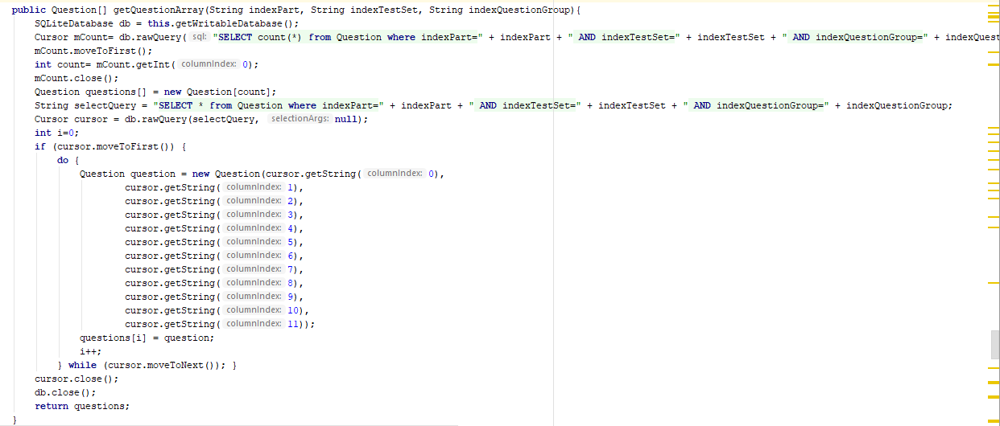 public Question[] getQuestionArray(String indexPart, String indexTestSet, String indexQuestionGroup){
SQLiteDatabase db = this.getWritableDatabase();
Cursor mCount= db.rawQuery( sql: "SELECT count(*) from Question where indexPart=" + indexPart + " AND indexTestSet=" + indexTestSet + " AND indexQuestionGroup=" + indexQuest
mCount.moveToFirst();
int count= mCount.getInt( columnIndex: 0);
mCount.close();
Question questions[] = new Question[count];
String selectQuery = "SELECT * from Question where indexPart=" + indexPart + " AND indexTestSet=" + indexTestSet + " AND indexQuestionGroup=" + indexQuestionGroup;
Cursor cursor = db.rawQuery(selectQuery, selectionArgs: null);
int i=0;
if (cursor.moveToFirst()) {
do {
Question question = new Question(cursor.getString( columnIndex: 0),
cursor.getString( columnIndex: 1),
cursor.getString( columnIndex: 2),
cursor.getString( columnIndex: 3),
cursor.getString( columnIndex: 4),
cursor.getString( columnIndex: 5),
cursor.getString( columnIndex: 6),
cursor.getString( columnIndex: 7),
cursor.getString( columnIndex: 8),
cursor.getString( columnIndex: 9),
cursor.getString( columnIndex: 10),
cursor.getString( columnIndex: 11));
questions[i] = question;
i++;
} while (cursor.moveToNext()); }
cursor.close();
db.close();
return questions;
}